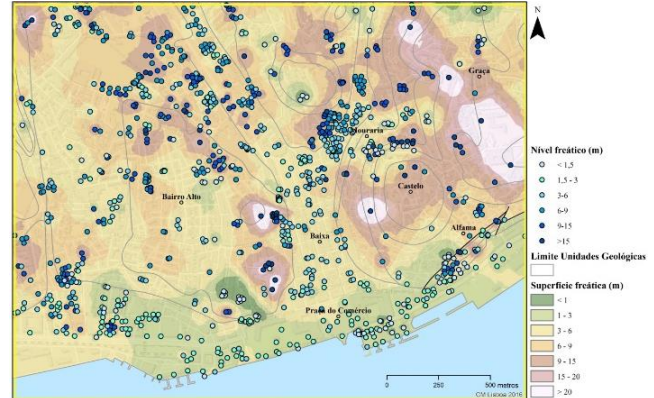 N
Graça
Mouraria
Castelo
Bairro Alto
Alfama
Baixa
Praça do Comércio
0 250 500 metros
CM Lisboa 2016
Nível freático (m)
< 1,5
1,5 - 3
3-6
6-9
9-15
>15
Limite Unidades Geológicas
Superfície freática (m)
< 1
1 - 3
3 - 6
6 - 9
9 - 15
15 - 20
> 20